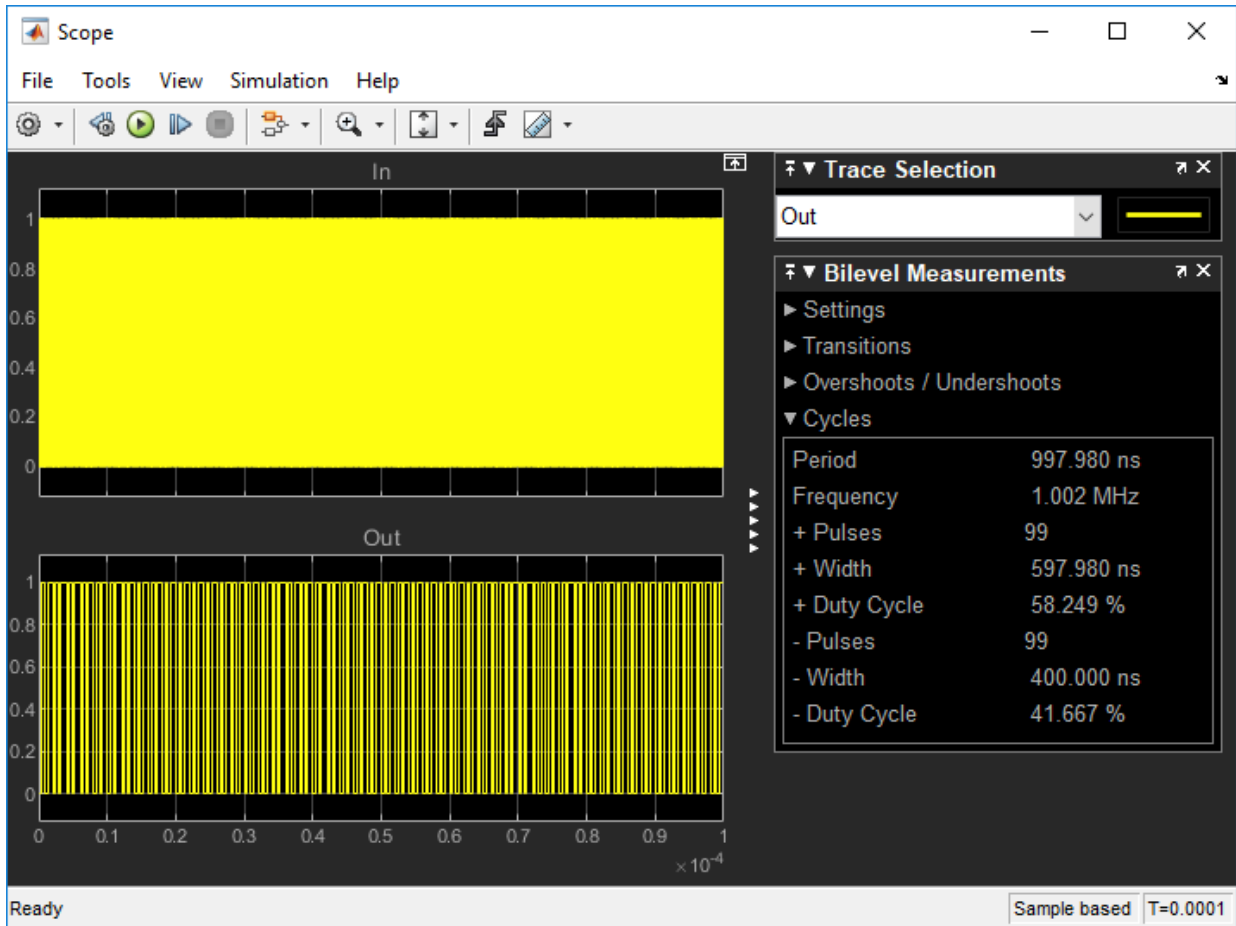 Scope
File Tools View Simulation Help
In
1
0.8
0.6
0.4
0.2
0
Out
1
0.8
0.6
0.4
0.2
0
0 0.1 0.2 0.3 0.4 0.5 0.6 0.7 0.8 0.9 1
×10-4
Trace Selection
Out
Bilevel Measurements
Settings
Transitions
Overshoots / Undershoots
Cycles
Period 997.980 ns
Frequency 1.002 MHz
+ Pulses 99
+ Width 597.980 ns
+ Duty Cycle 58.249 %
- Pulses 99
- Width 400.000 ns
- Duty Cycle 41.667 %
Ready Sample based T=0.0001